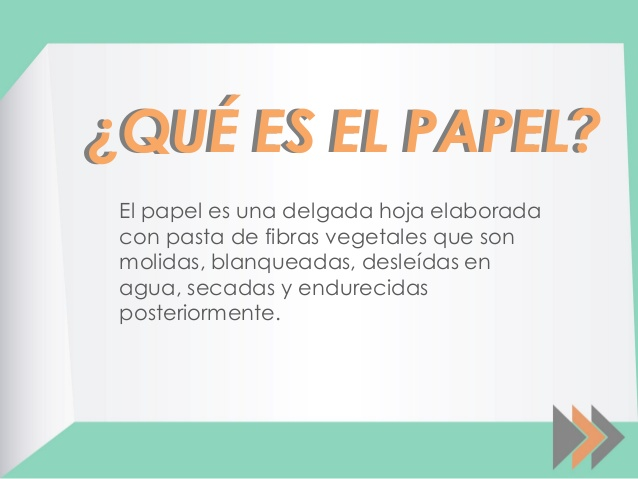 ¿QUÉ ES EL PAPEL?
El papel es una delgada hoja elaborada
con pasta de fibras vegetales que son
molidas, blanqueadas, desleídas en
agua, secadas y endurecidas
posteriormente.